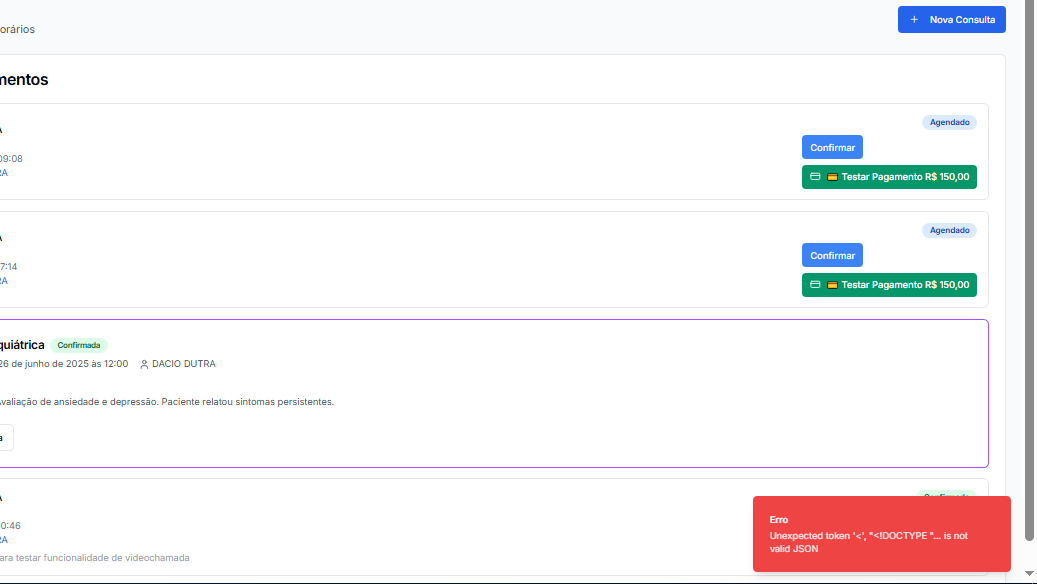 orários
Nova Consulta
mentos
A
Agendado
09:08
RA
Confirmar
Testar Pagamento R$ 150,00
A
Agendado
7:14
RA
Confirmar
Testar Pagamento R$ 150,00
quiátrica Confirmada
26 de junho de 2025 às 12:00 DACIO DUTRA
valiação de ansiedade e depressão. Paciente relatou sintomas persistentes.
a
A
Confirmada
0:46
RA
ara testar funcionalidade de videochamada
Erro
Unexpected token '<', "<!DOCTYPE "... is not
valid JSON